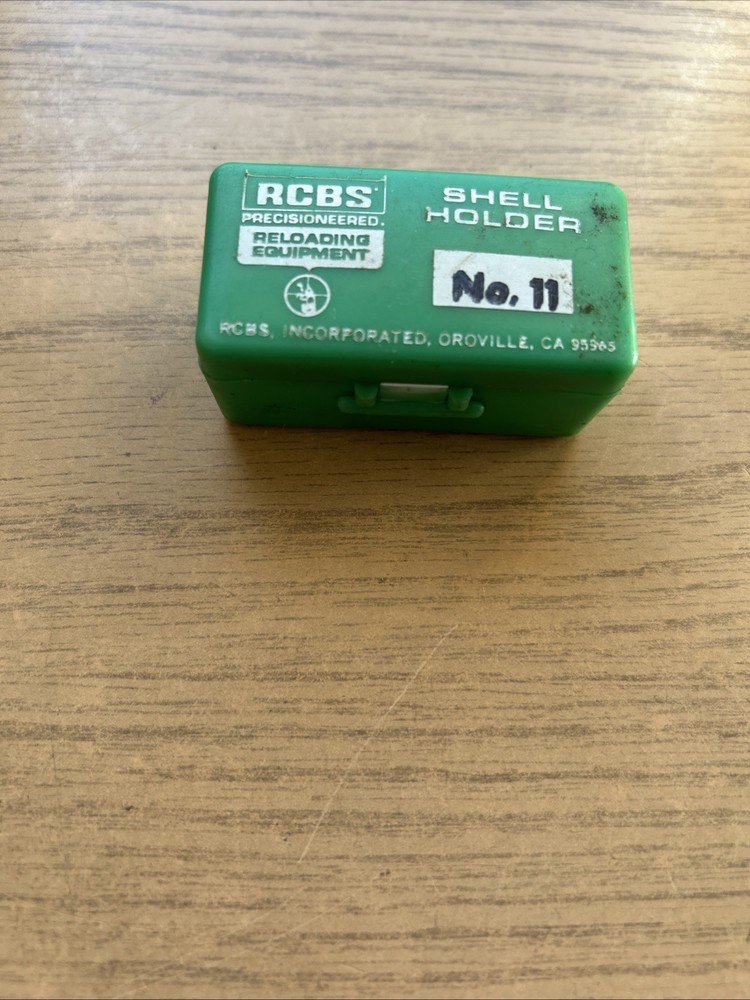 RCBS
PRECISIONEERED.
RELOADING
EQUIPMENT
SHELL
HOLDER
No. 11
RCBS, INCORPORATED, OROVILLE, CA 95965